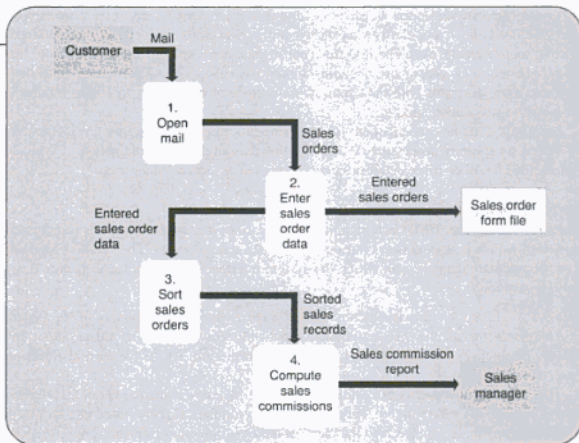 Mail
Customer
1.
Open
mail
Sales
orders
2.
Enter
sales
order
data
Entered
sales orders
Sales order
form file
Entered
sales order
data
3.
Sort
sales
orders
Sorted
sales
records
4.
Compute
sales
commissions
Sales commission
report
Sales
manager